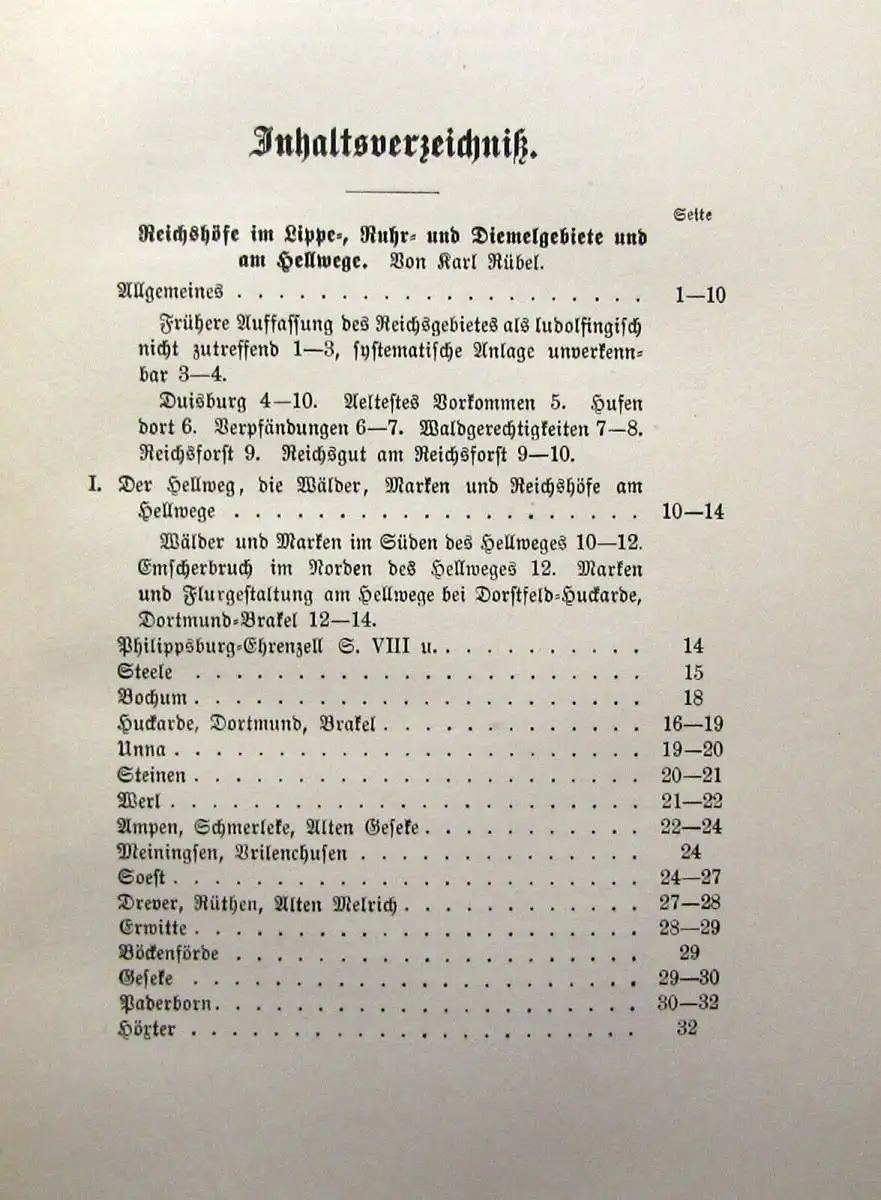 Inhaltsverzeichniß.
Seite
Reichshöfe im Lippe-, Ruhr- und Diemelgebiete und
am Hellwege. Von Karl Rübel.
Allgemeines . . . . . . . . . . . . . . . . 1—10
Frühere Auffassung des Reichsgebietes als ludolfingisch
nicht zutreffend 1—3, systematische Anlage unverkenn-
bar 3—4.
Duisburg 4—10. Aeltestes Vorkommen 5. Hufen
dort 6. Verpfändungen 6—7. Waldgerechtigkeiten 7—8.
Reichsforst 9. Reichsgut am Reichsforst 9—10.
I. Der Hellweg, die Wälder, Marken und Reichshöfe am
Hellwege . . . . . . . . . . . . . . . . 10—14
Wälder und Marken im Süden des Hellweges 10—12.
Emscherbruch im Norden des Hellweges 12. Marken
und Flurgestaltung am Hellwege bei Dorstfeld-Huckarde,
Dortmund-Brakel 12—14.
Philippsburg-Ehrenzell S. VIII u. . . . . . . . . 14
Steele . . . . . . . . . . . . . . . . . 15
Bochum . . . . . . . . . . . . . . . . . 18
Huckarde, Dortmund, Brakel . . . . . . . . . . 16—19
Unna . . . . . . . . . . . . . . . . . . 19—20
Steinen . . . . . . . . . . . . . . . . . 20—21
Werl . . . . . . . . . . . . . . . . . . 21—22
Ampen, Schmerleke, Alten Geseke . . . . . . . . . 22—24
Meiningsen, Vrilenchusen . . . . . . . . . . . 24
Soest . . . . . . . . . . . . . . . . . . 24—27
Drever, Rüthen, Alten Melrich . . . . . . . . . 27—28
Erwitte . . . . . . . . . . . . . . . . . 28—29
Böckenförde . . . . . . . . . . . . . . . . 29
Geseke . . . . . . . . . . . . . . . . . 29—30
Paderborn . . . . . . . . . . . . . . . . . 30—32
Höxter . . . . . . . . . . . . . . . . . 32